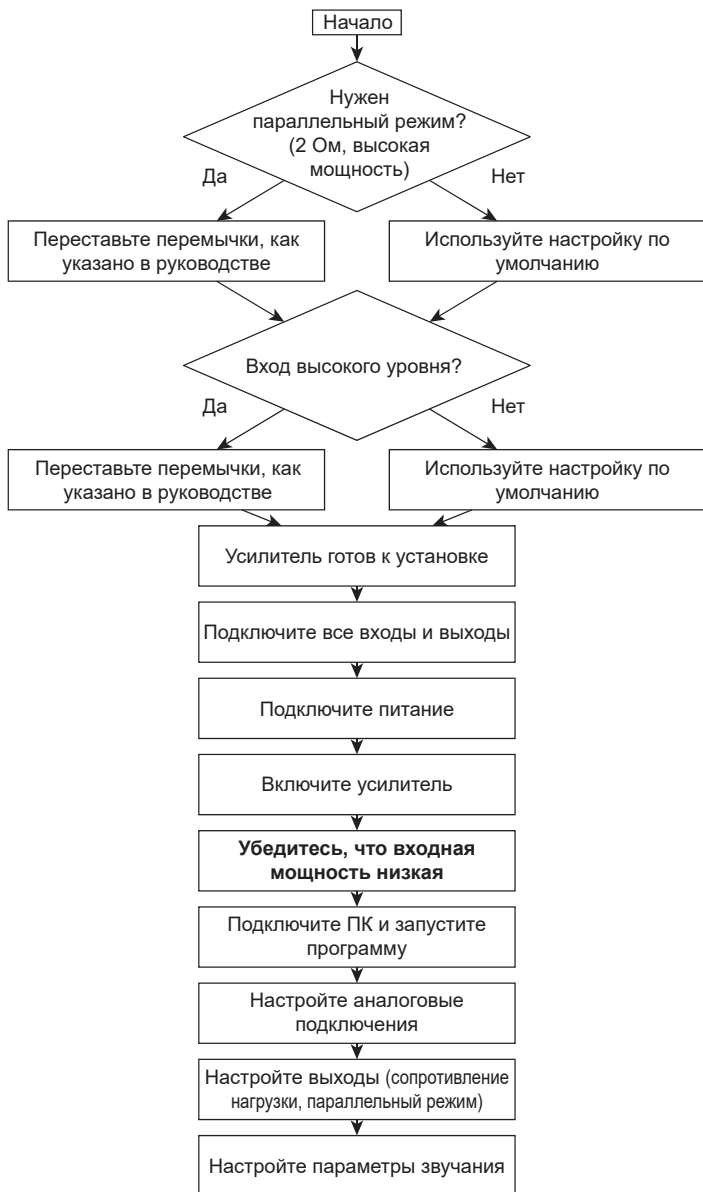 Начало
Нужен
параллельный режим?
(2 Ом, высокая
мощность)
Да
Нет
Переставьте перемычки, как
указано в руководстве
Используйте настройку по
умолчанию
Вход высокого уровня?
Да
Нет
Переставьте перемычки, как
указано в руководстве
Используйте настройку по
умолчанию
Усилитель готов к установке
Подключите все входы и выходы
Подключите питание
Включите усилитель
Убедитесь, что входная
мощность низкая
Подключите ПК и запустите
программу
Настройте аналоговые
подключения
Настройте выходы (сопротивление
нагрузки, параллельный режим)
Настройте параметры звучания